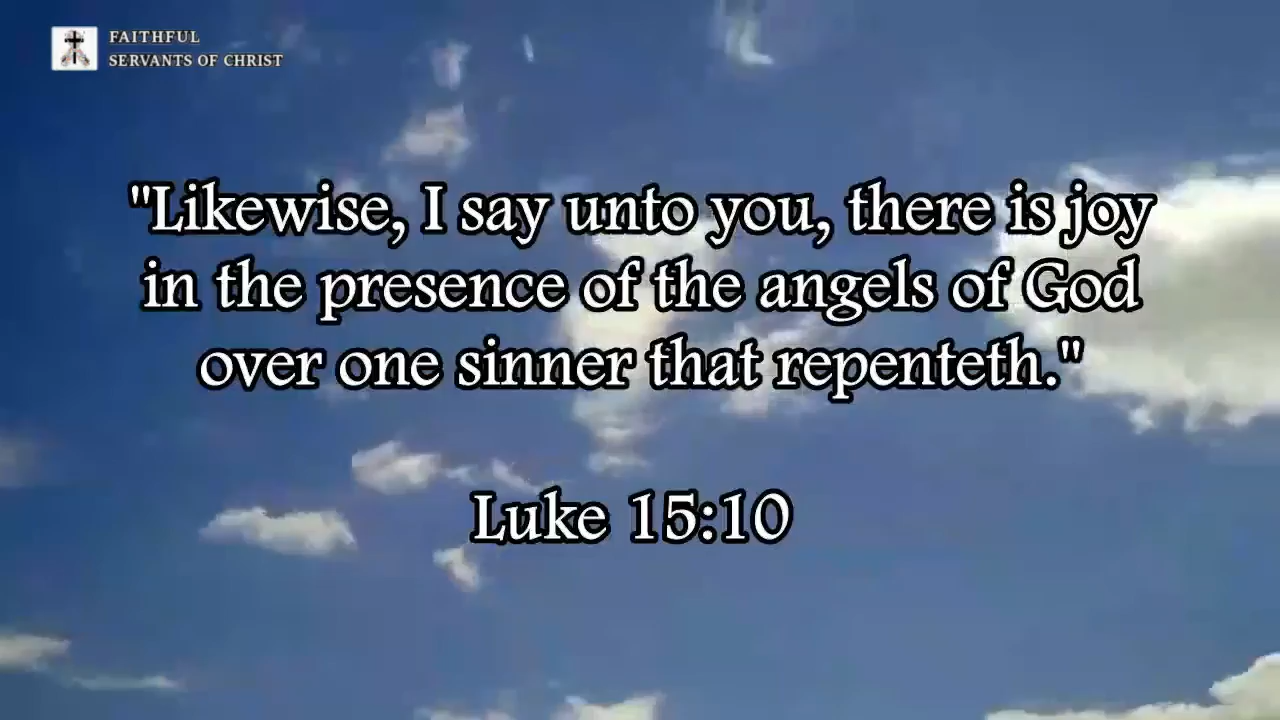 FAITHFUL
SERVANTS OF CHRIST
"Likewise, I say unto you, there is joy
in the presence of the angels of God
over one sinner that repenteth."
Luke 15:10